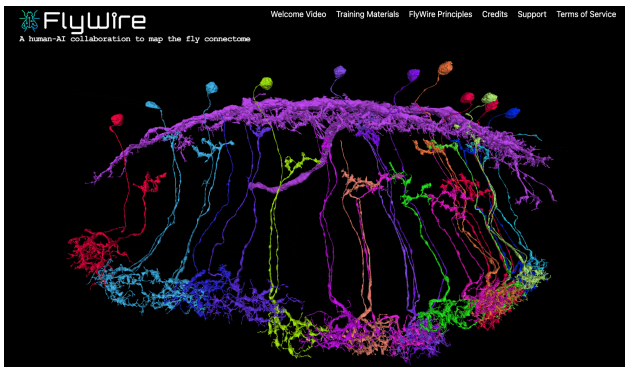 FlyWire
Welcome Video Training Materials FlyWire Principles Credits Support Terms of Service
A human-AI collaboration to map the fly connectome